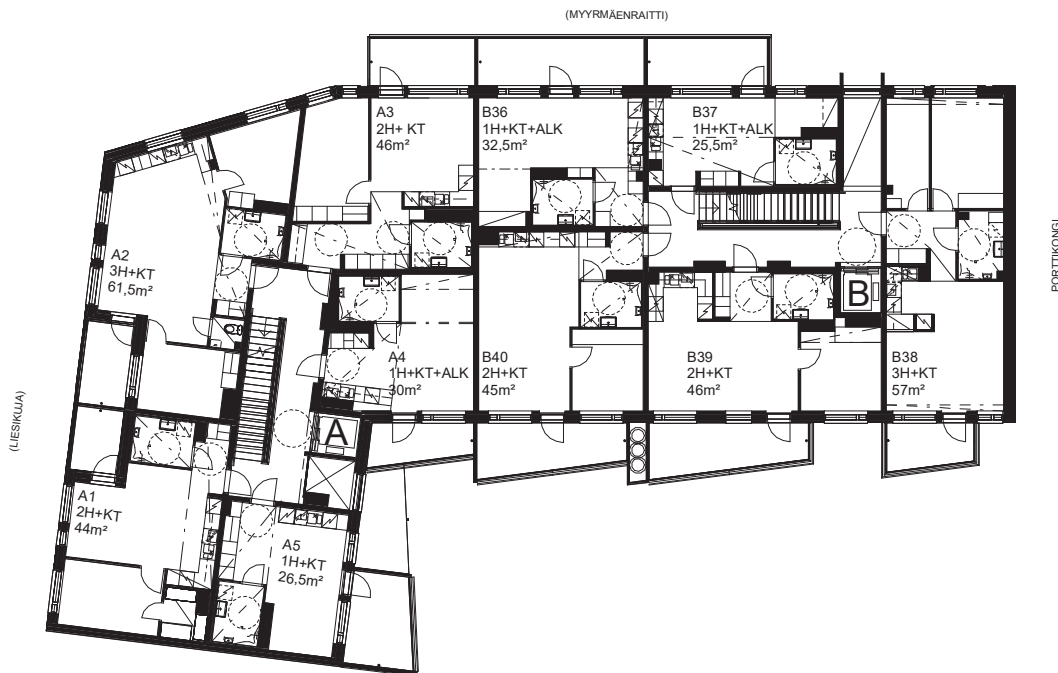 (MYYRMÄENRAITTI)
A3
2H+ KT
46m²
B36
1H+KT+ALK
32,5m²
B37
1H+KT+ALK
25,5m²
A2
3H+KT
61,5m²
A4
1H+KT+ALK
30m²
B40
2H+KT
45m²
B39
2H+KT
46m²
B
B38
3H+KT
57m²
PORTTIKONGI
(LIESIKUJA)
A
A1
2H+KT
44m²
A5
1H+KT
26,5m²